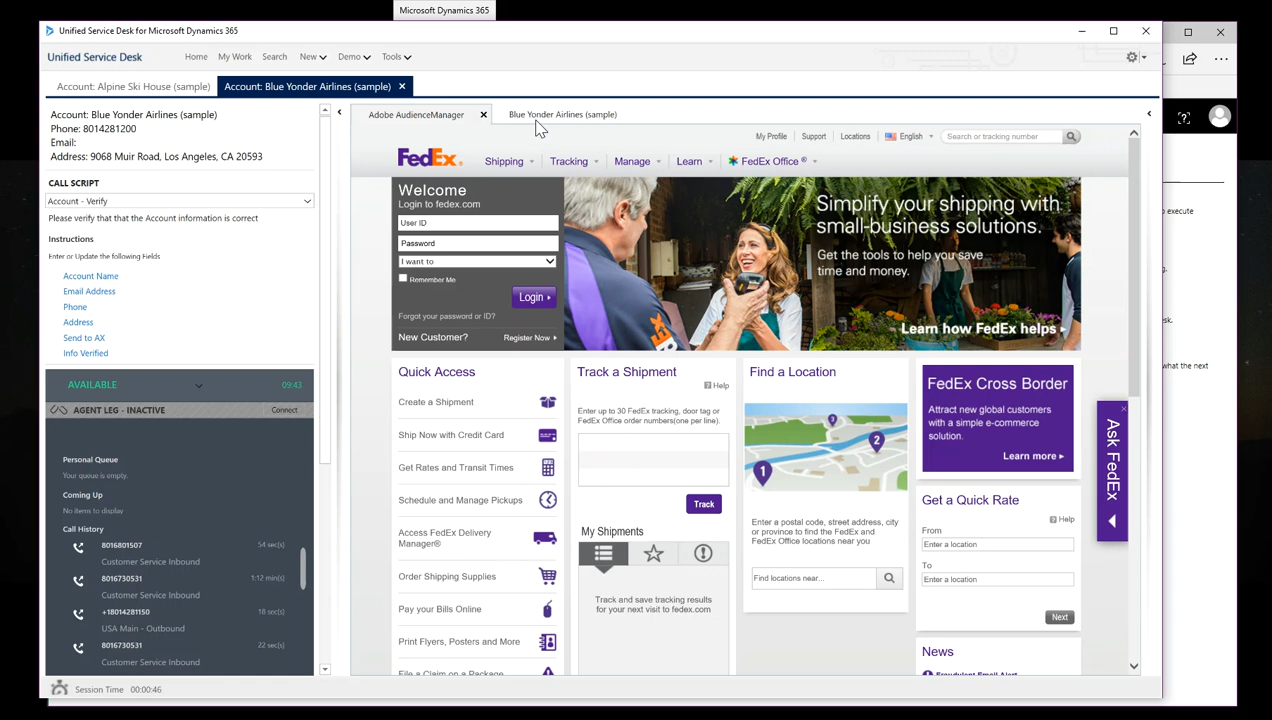 Microsoft Dynamics 365
Unified Service Desk for Microsoft Dynamics 365
Unified Service Desk
Home
My Work
Search
New
Demo
Tools
Account: Alpine Ski House (sample)
Account: Blue Yonder Airlines (sample)
Account: Blue Yonder Airlines (sample)
Phone: 8014281200
Email:
Address: 9068 Muir Road, Los Angeles, CA 20593
CALL SCRIPT
Account - Verify
Please verify that that the Account information is correct
Instructions
Enter or Update the following Fields
Account Name
Email Address
Phone
Address
Send to AX
Info Verified
AVAILABLE
09:43
AGENT LEG - INACTIVE
Connect
Personal Queue
Your queue is empty.
Coming Up
No items to display
Call History
8016801507
54 sec(s)
Customer Service Inbound
8016730531
1:12 min(s)
Customer Service Inbound
+18014281150
18 sec(s)
USA Main - Outbound
8016730531
22 sec(s)
Customer Service Inbound
Session Time 00:00:46
Adobe AudienceManager
Blue Yonder Airlines (sample)
My Profile
Support
Locations
English
Search or tracking number
FedEx.
Shipping
Tracking
Manage
Learn
FedEx Office ®
Welcome
Login to fedex.com
User ID
Password
I want to
Remember Me
Login
Forgot your password or ID?
New Customer?
Register Now
Simplify your shipping with
small-business solutions.
Get the tools to help you save
time and money.
Learn how FedEx helps
Quick Access
Create a Shipment
Ship Now with Credit Card
Get Rates and Transit Times
Schedule and Manage Pickups
Access FedEx Delivery
Manager®
Order Shipping Supplies
Pay your Bills Online
Print Flyers, Posters and More
File a Claim on a Package
Track a Shipment
Help
Enter up to 30 FedEx tracking, door tag or
FedEx Office order numbers(one per line).
Track
My Shipments
Track and save tracking results
for your next visit to fedex.com
Find a Location
1
2
3
Enter a postal code, street address, city
or province to find the FedEx and
FedEx Office locations near you
Find locations near...
FedEx Cross Border
Attract new global customers
with a simple e-commerce
solution.
Learn more
Get a Quick Rate
Help
From
Enter a location
To
Enter a location
Next
News
Fraudulent Email Alert
Ask FedEx
o execute
what the next